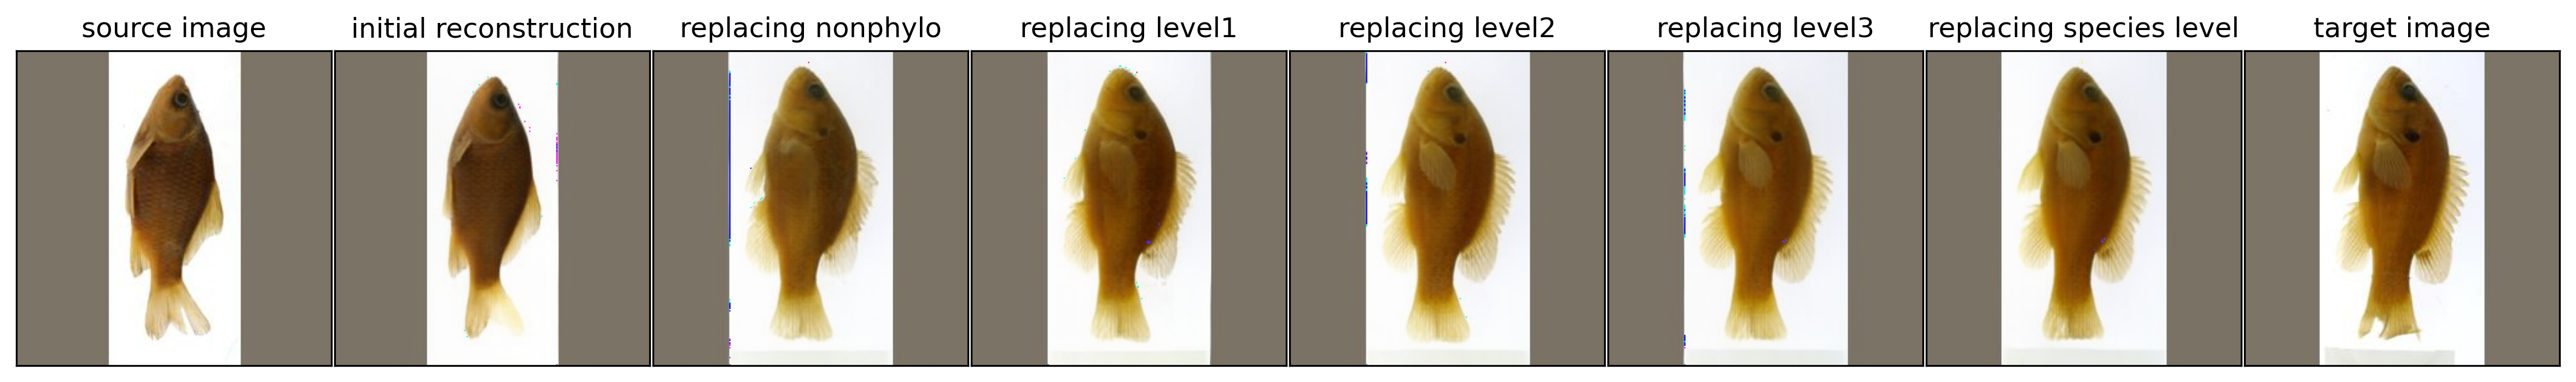 source image
initial reconstruction
replacing nonphylo
replacing level1
replacing level2
replacing level3
replacing species level
target image